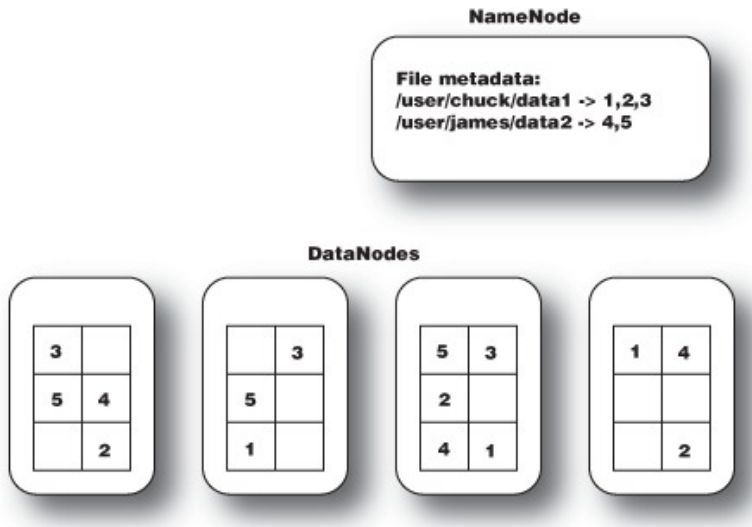 NameNode
File metadata:
/user/chuck/data1 -> 1,2,3
/user/james/data2 -> 4,5
DataNodes
3
5 4
2
3
5
1
5 3
2
4 1
1 4
2